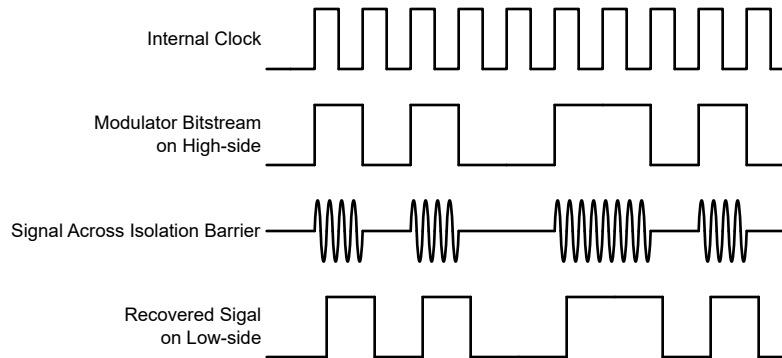 Internal Clock
Modulator Bitstream
on High-side
Signal Across Isolation Barrier
Recovered Sigal
on Low-side